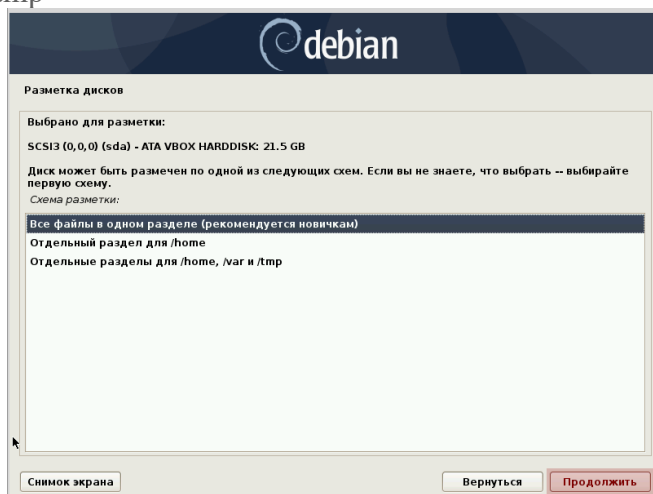 debian
Разметка дисков
Выбрано для разметки:
SCSI3 (0,0,0) (sda) - ATA VBOX HARDDISK: 21.5 GB
Диск может быть размечен по одной из следующих схем. Если вы не знаете, что выбрать -- выбирайте
первую схему.
Схема разметки:
Все файлы в одном разделе (рекомендуется новичкам)
Отдельный раздел для /home
Отдельные разделы для /home, /var и /tmp
Снимок экрана
Вернуться
Продолжить